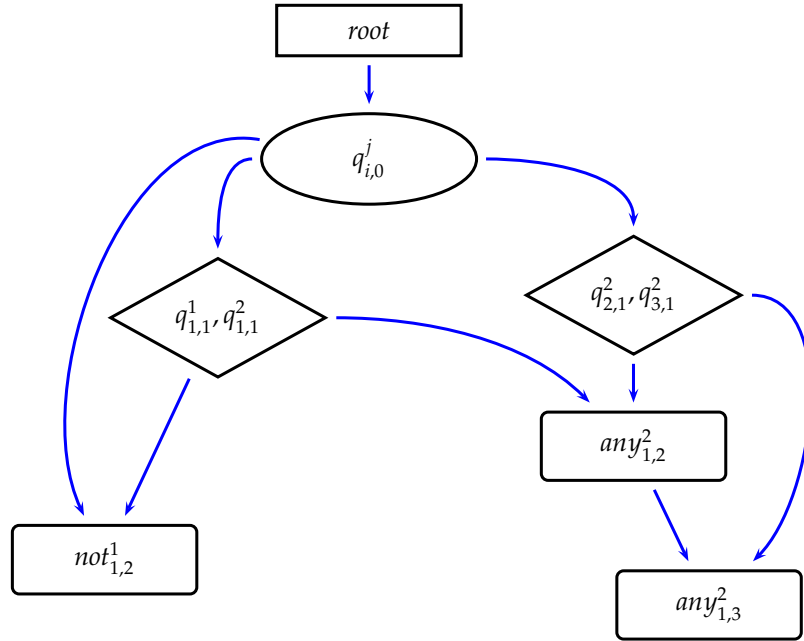 root
q^j_{i,0}
q^1_{1,1}, q^2_{1,1}
q^2_{2,1}, q^2_{3,1}
any^2_{1,2}
not^1_{1,2}
any^2_{1,3}